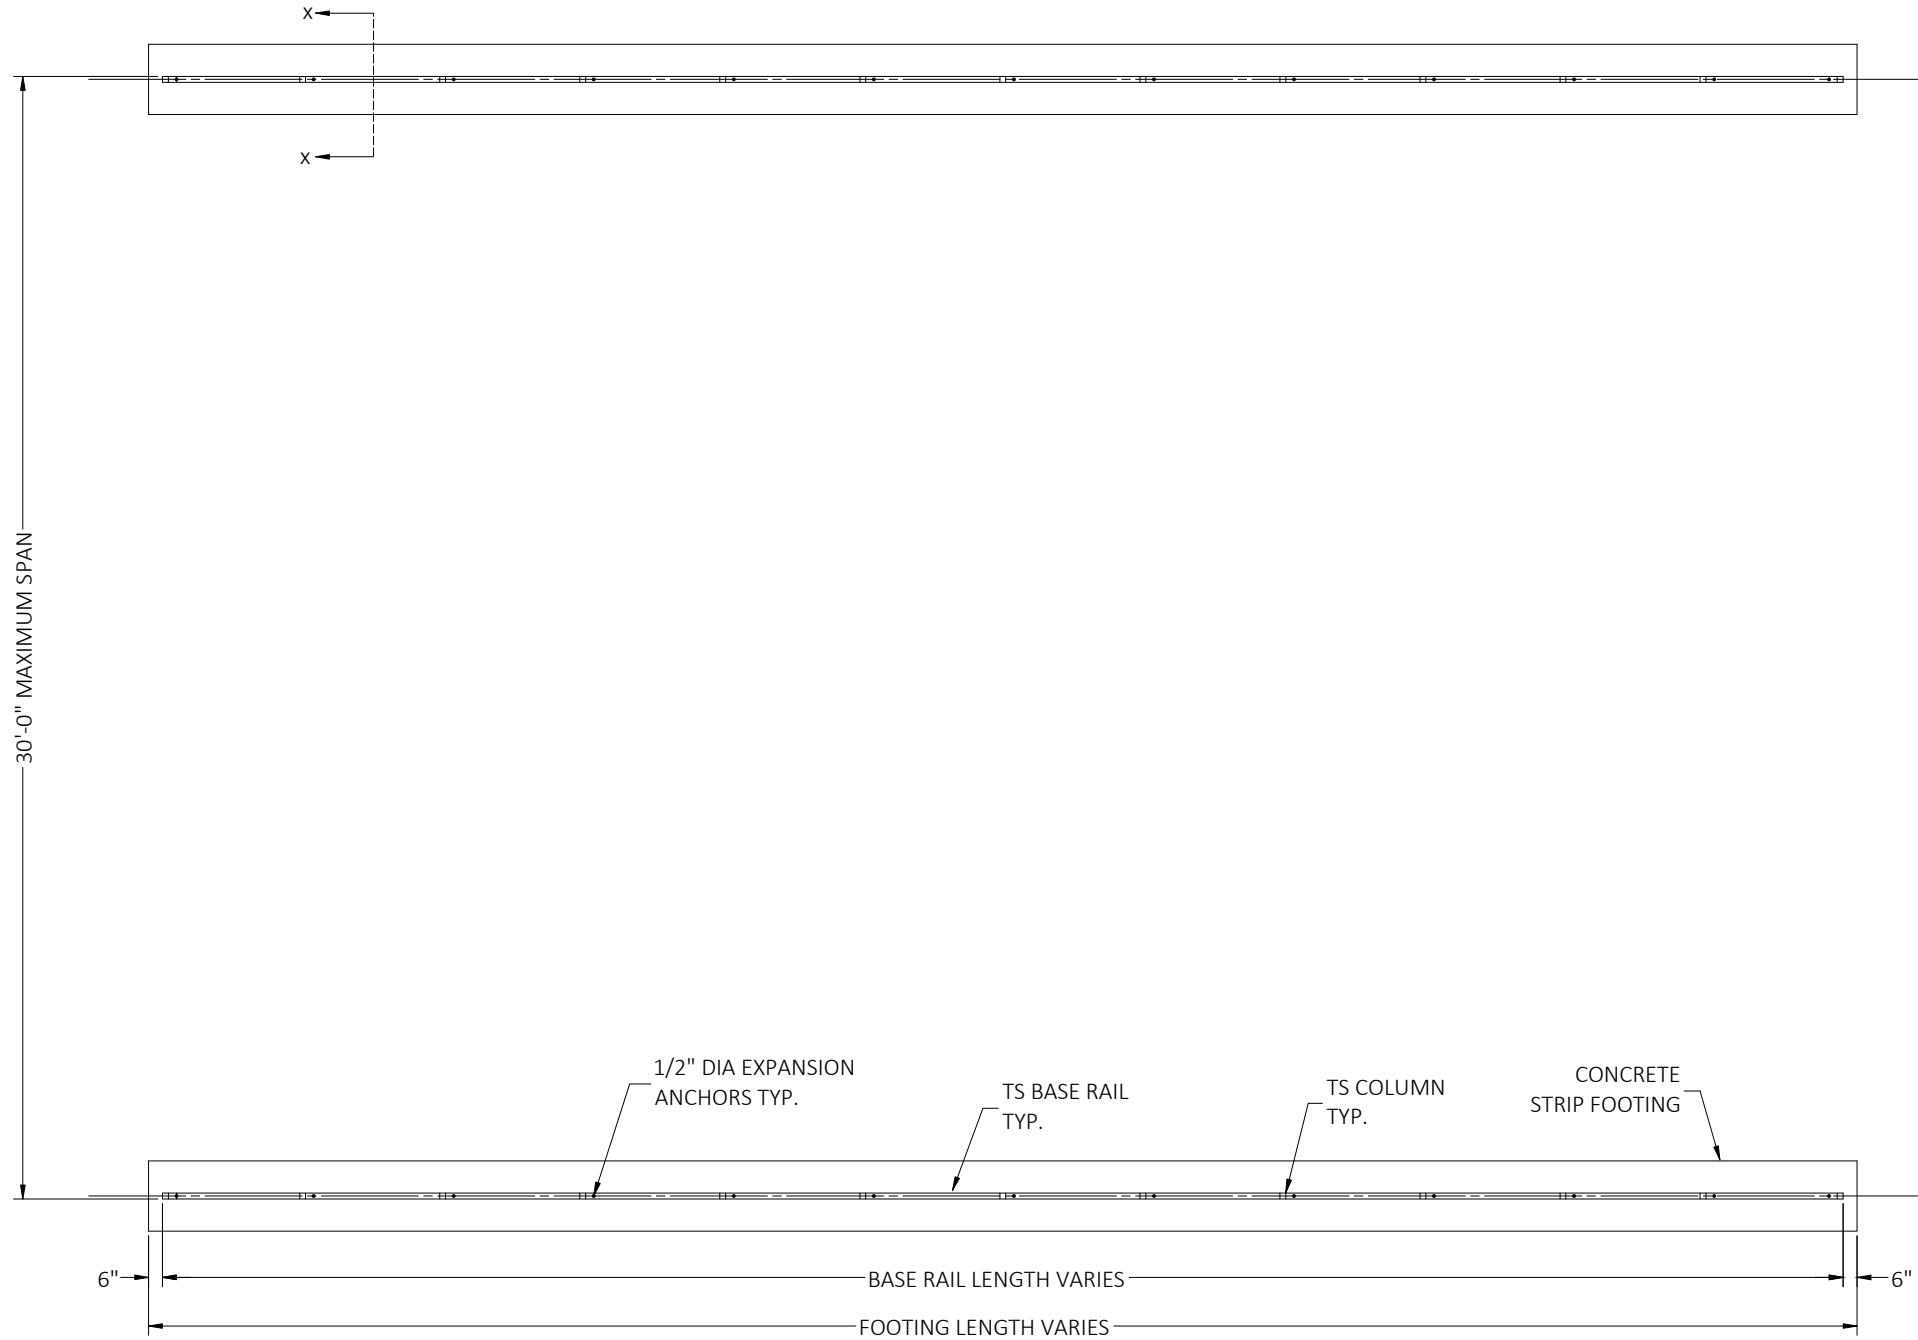 X
X
30'-0" MAXIMUM SPAN
1/2" DIA EXPANSION
ANCHORS TYP.
TS BASE RAIL
TYP.
TS COLUMN
TYP.
CONCRETE
STRIP FOOTING
6"
BASE RAIL LENGTH VARIES
6"
FOOTING LENGTH VARIES